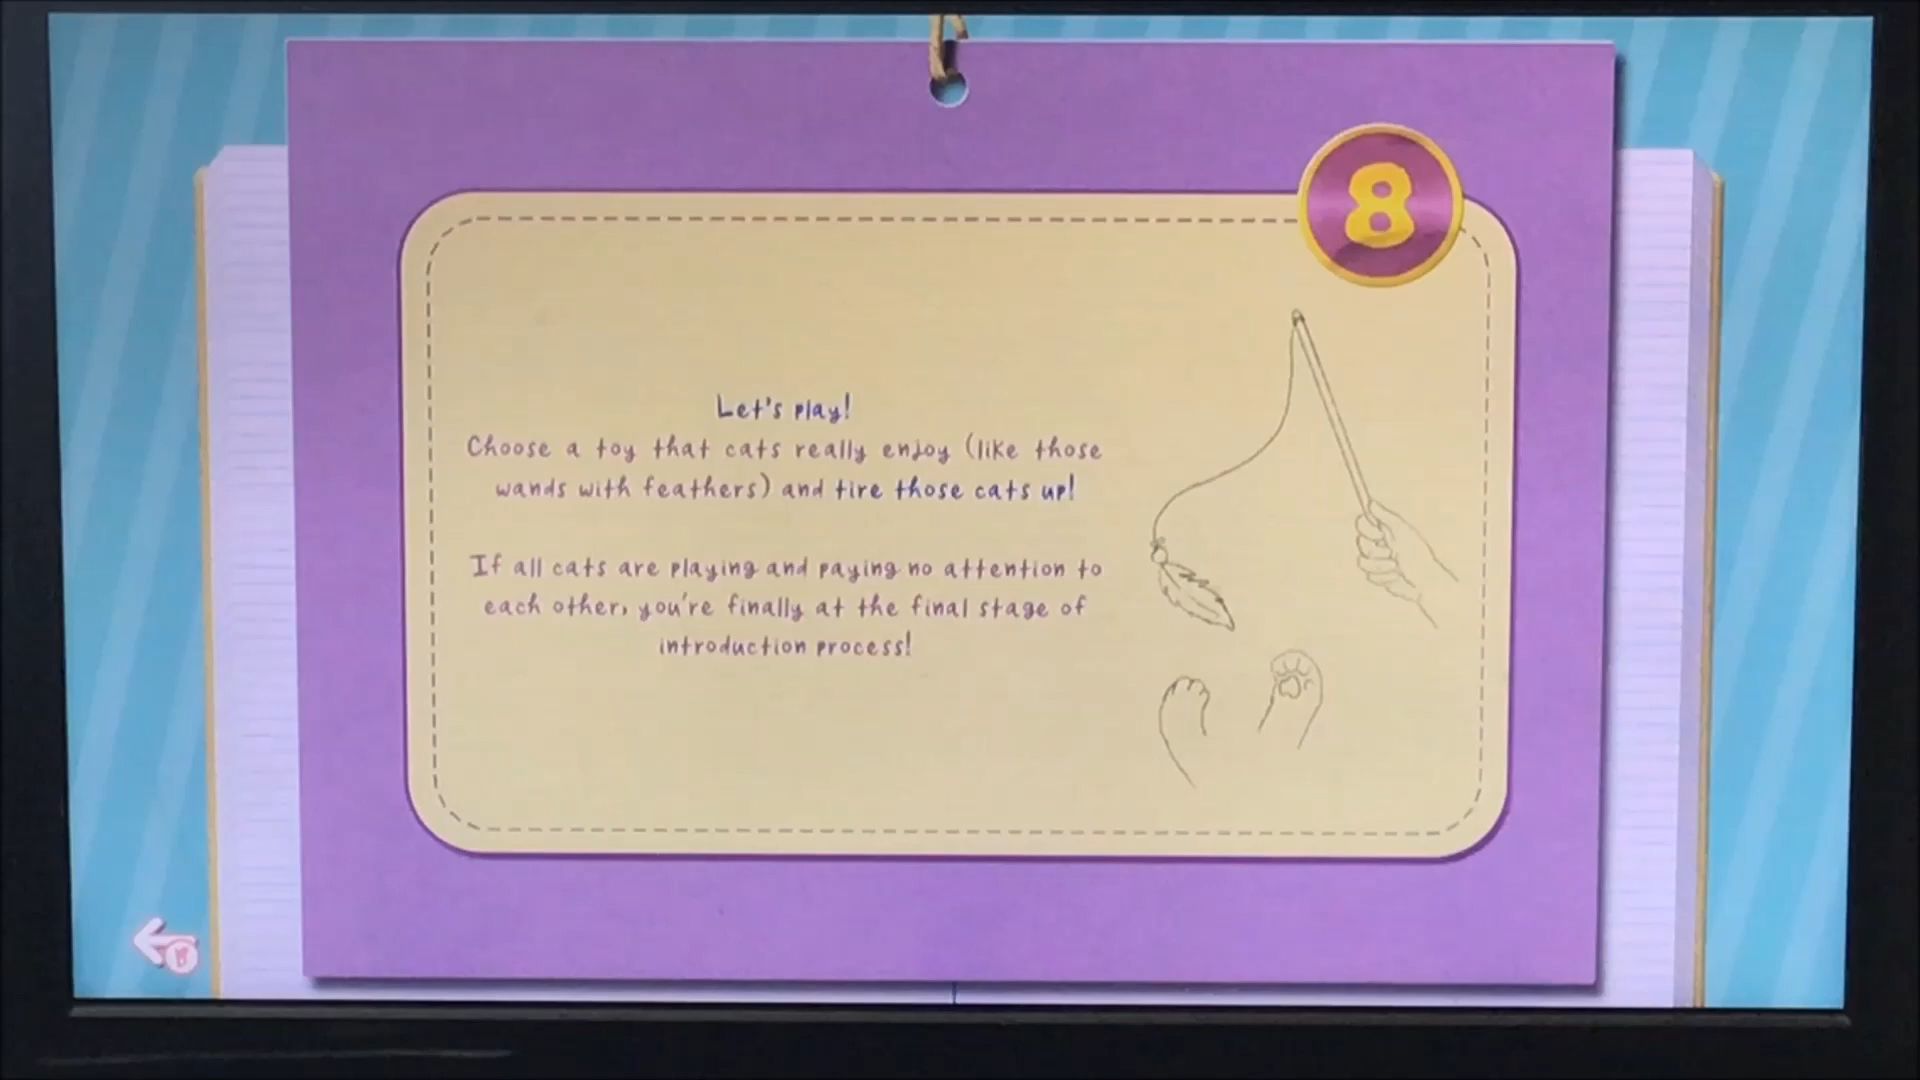 8
Let's play!
Choose a toy that cats really enjoy (like those
wands with feathers) and tire those cats up!
If all cats are playing and paying no attention to
each other, you're finally at the final stage of
introduction process!